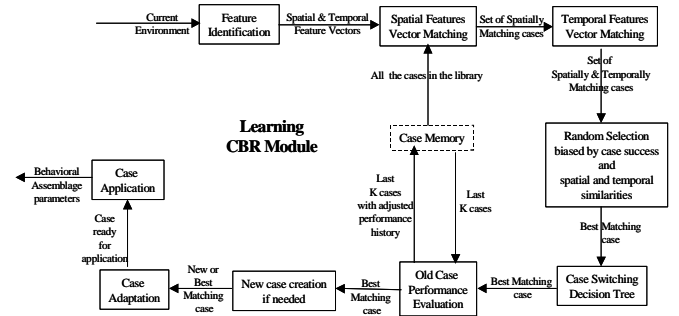 Current
Environment
Feature
Identification
Spatial & Temporal
Feature Vectors
Spatial Features
Vector Matching
Set of Spatially
Matching cases
Temporal Features
Vector Matching
All the cases in the library
Set of
Spatially & Temporally
Matching cases
Learning
CBR Module
Case Memory
Random Selection
biased by case success
and
spatial and temporal
similarities
Behavioral
Assemblage
parameters
Case
Application
Last
K cases
with adjusted
performance
history
Last
K cases
Case
ready
for
application
Best Matching
case
Case
Adaptation
New or
Best
Matching
case
New case creation
if needed
Best
Matching
case
Old Case
Performance
Evaluation
Best Matching
case
Case Switching
Decision Tree